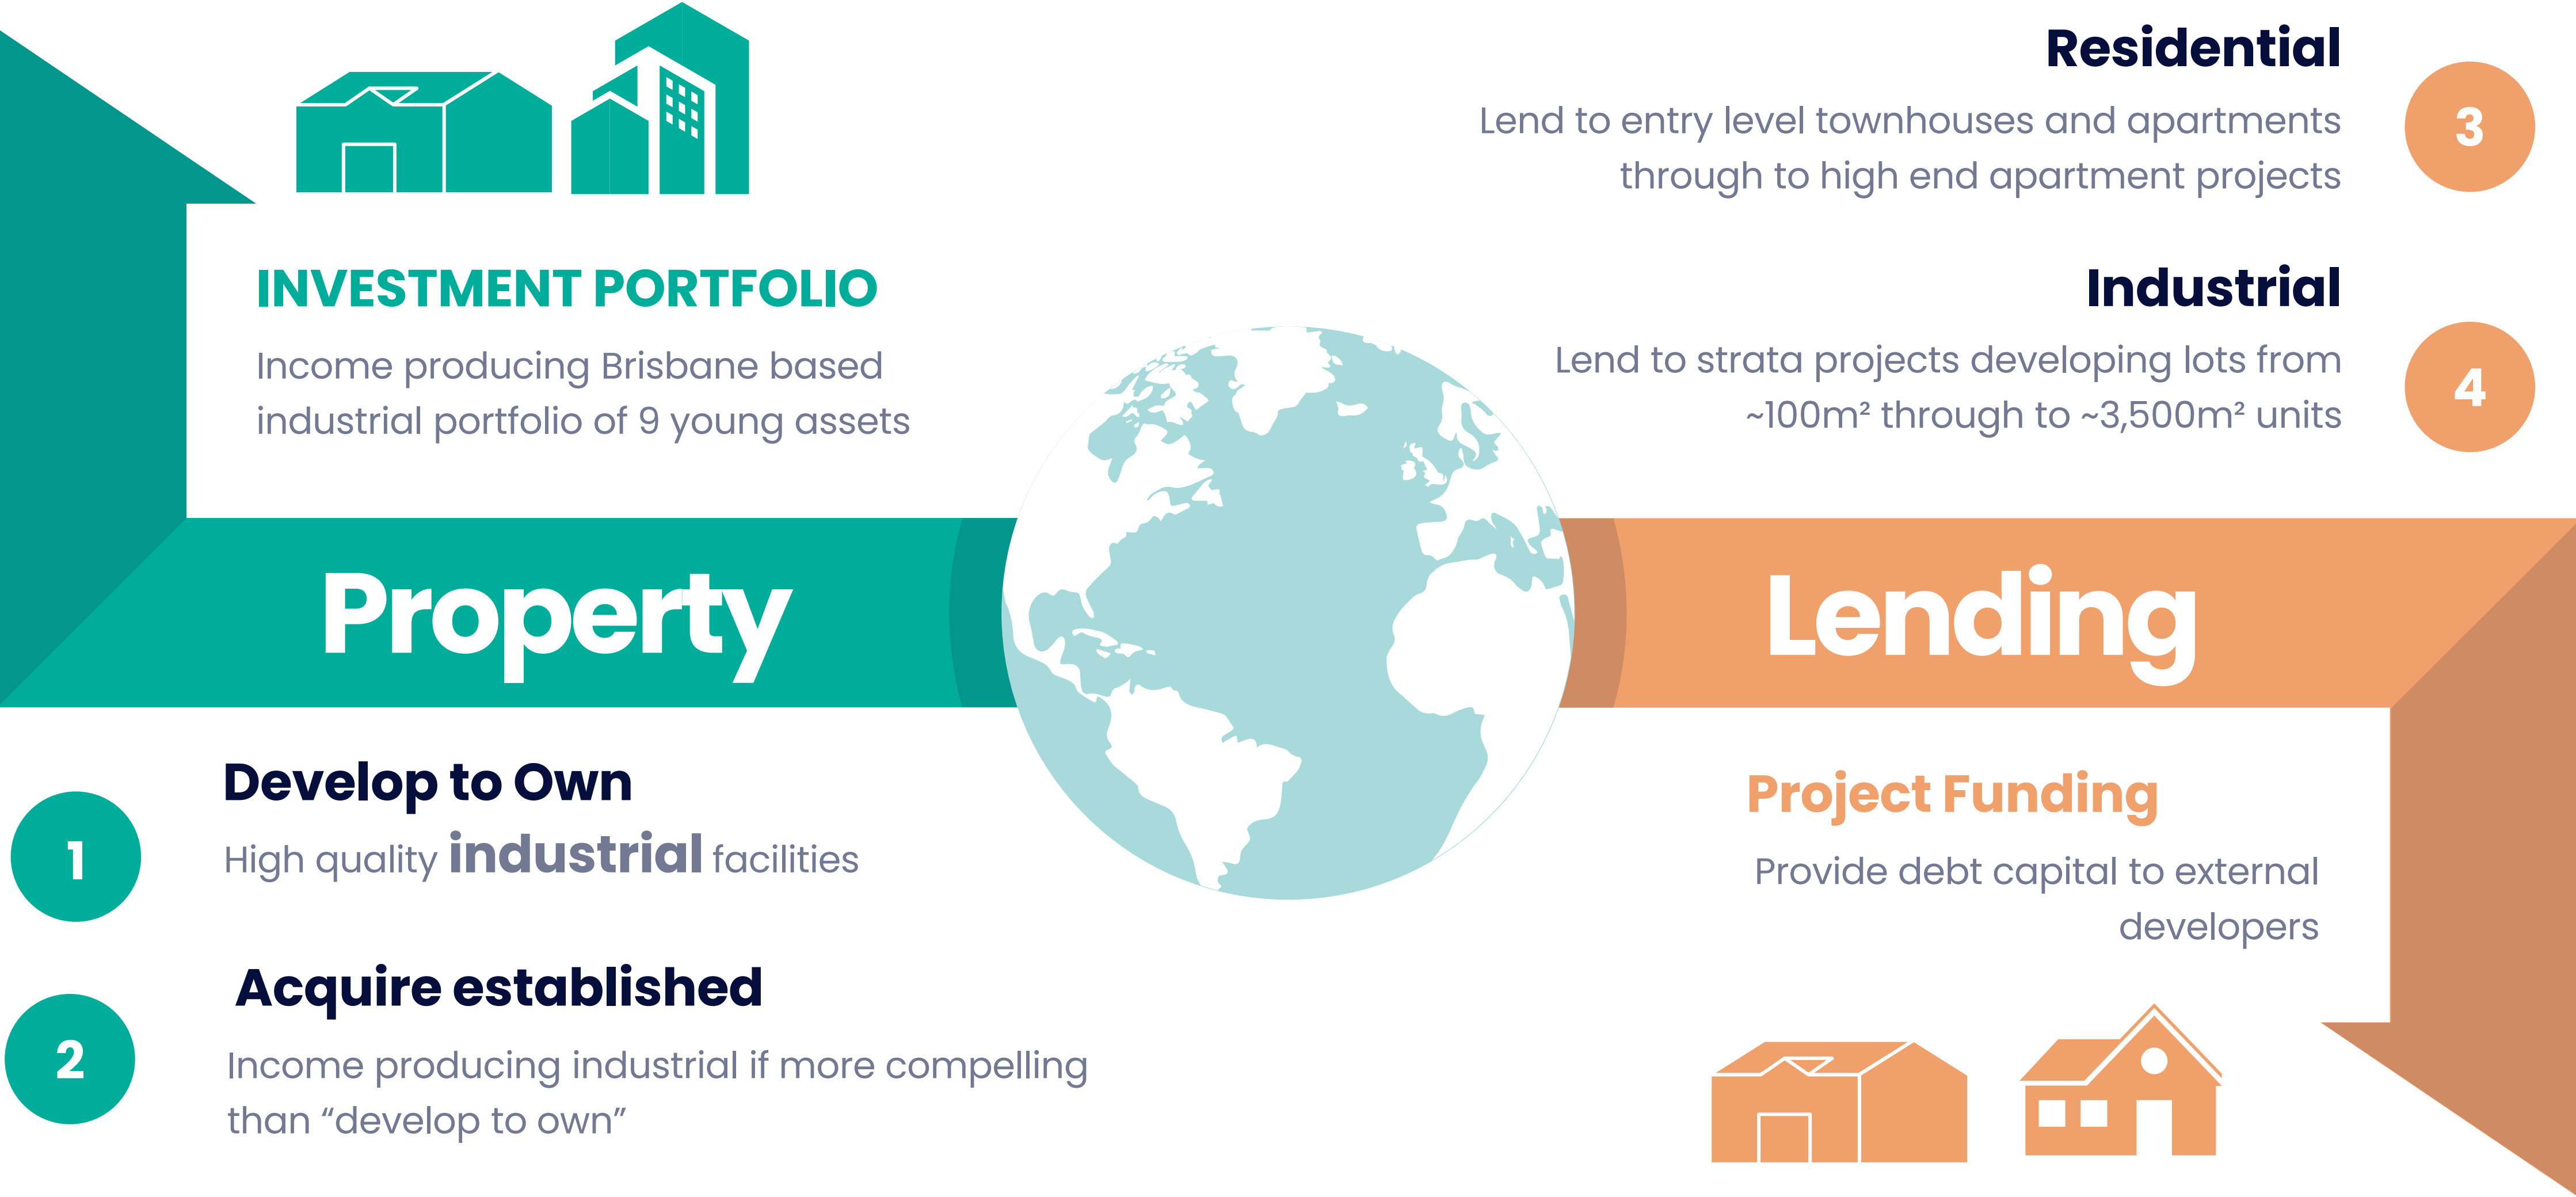 INVESTMENT PORTFOLIO
Income producing Brisbane based
industrial portfolio of 9 young assets
Property
1
Develop to Own
High quality industrial facilities
2
Acquire established
Income producing industrial if more compelling
than “develop to own”
Residential
Lend to entry level townhouses and apartments
through to high end apartment projects
3
Industrial
Lend to strata projects developing lots from
~100m² through to ~3,500m² units
4
Lending
Project Funding
Provide debt capital to external
developers